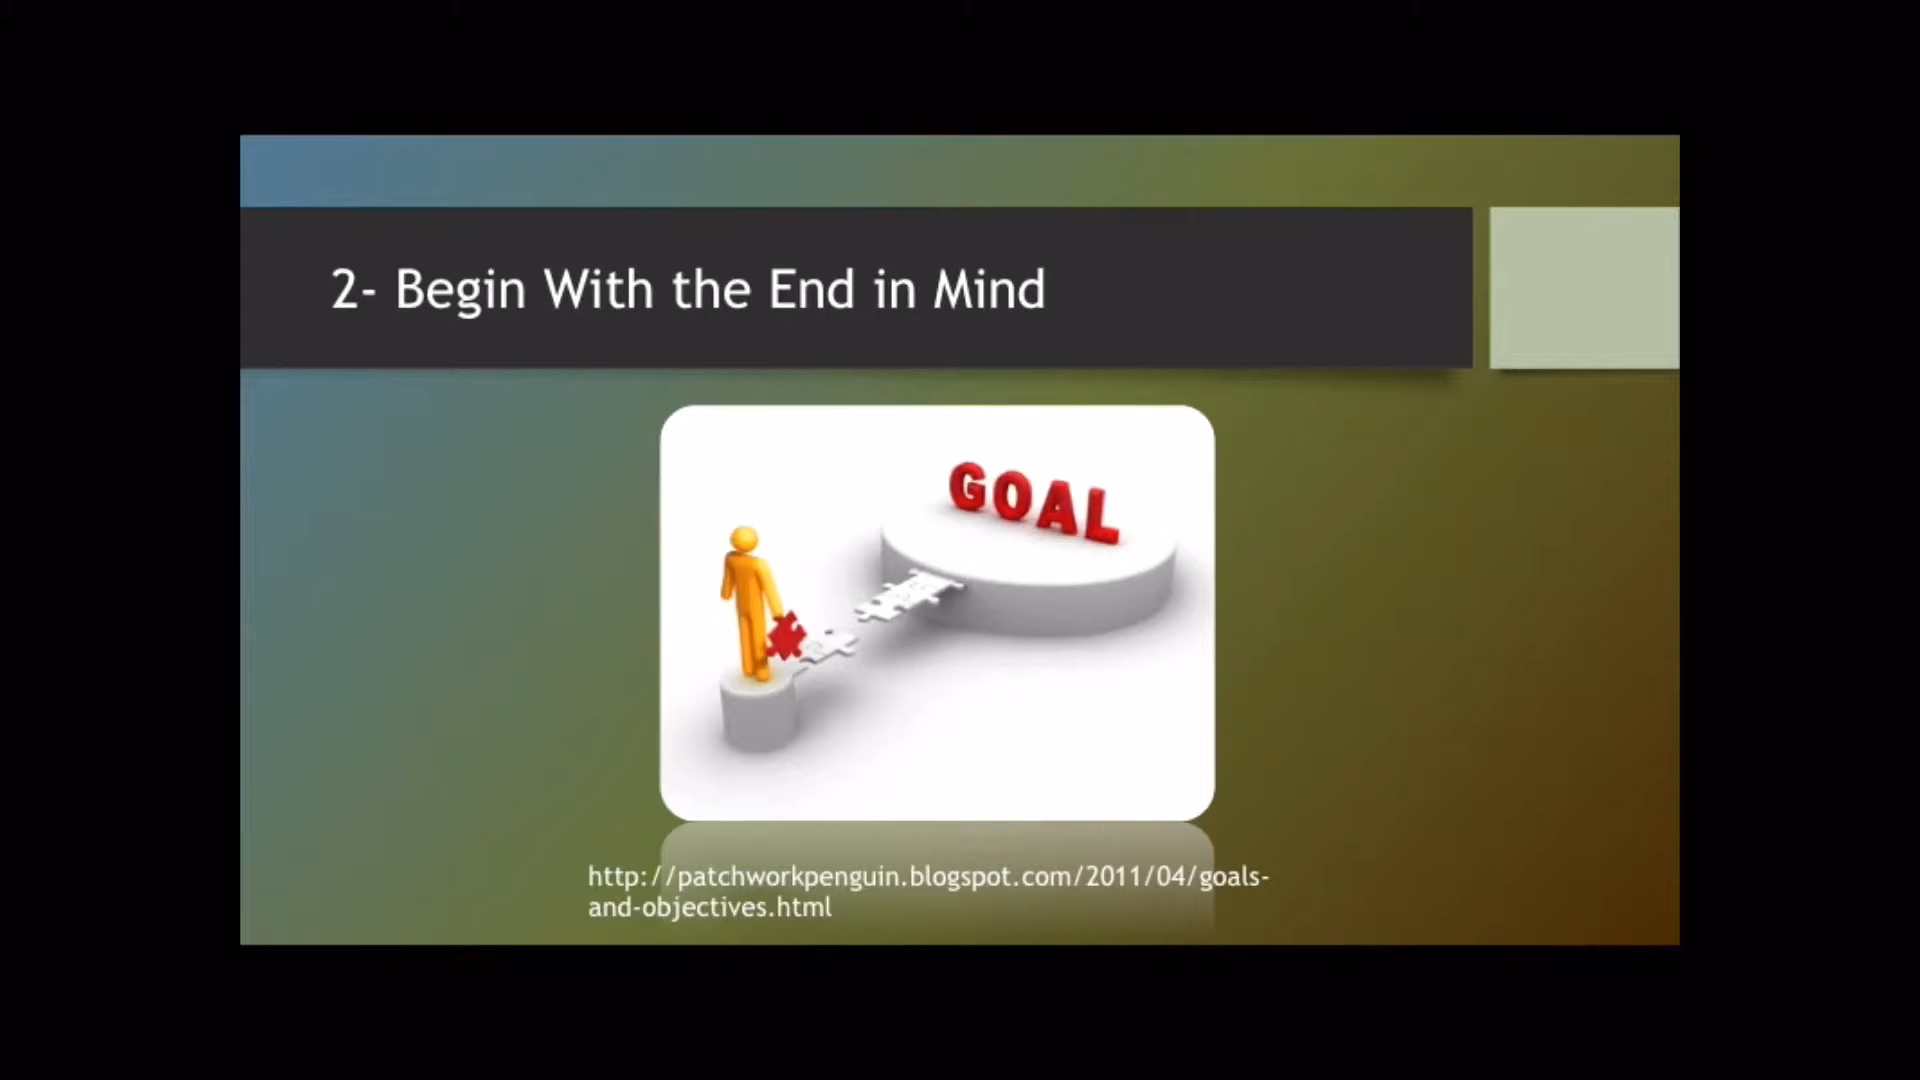 2- Begin With the End in Mind
GOAL
http://patchworkpenguin.blogspot.com/2011/04/goals-
and-objectives.html